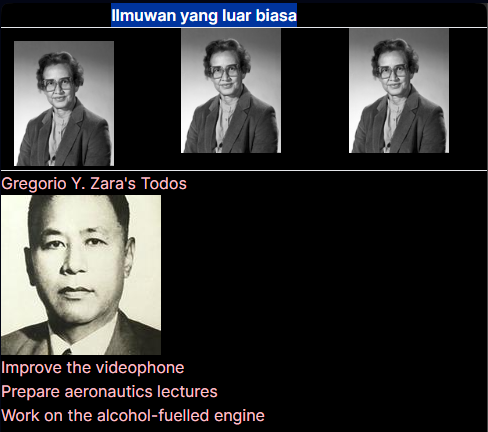 Ilmuwan yang luar biasa
Gregorio Y. Zara's Todos
Improve the videophone
Prepare aeronautics lectures
Work on the alcohol-fuelled engine